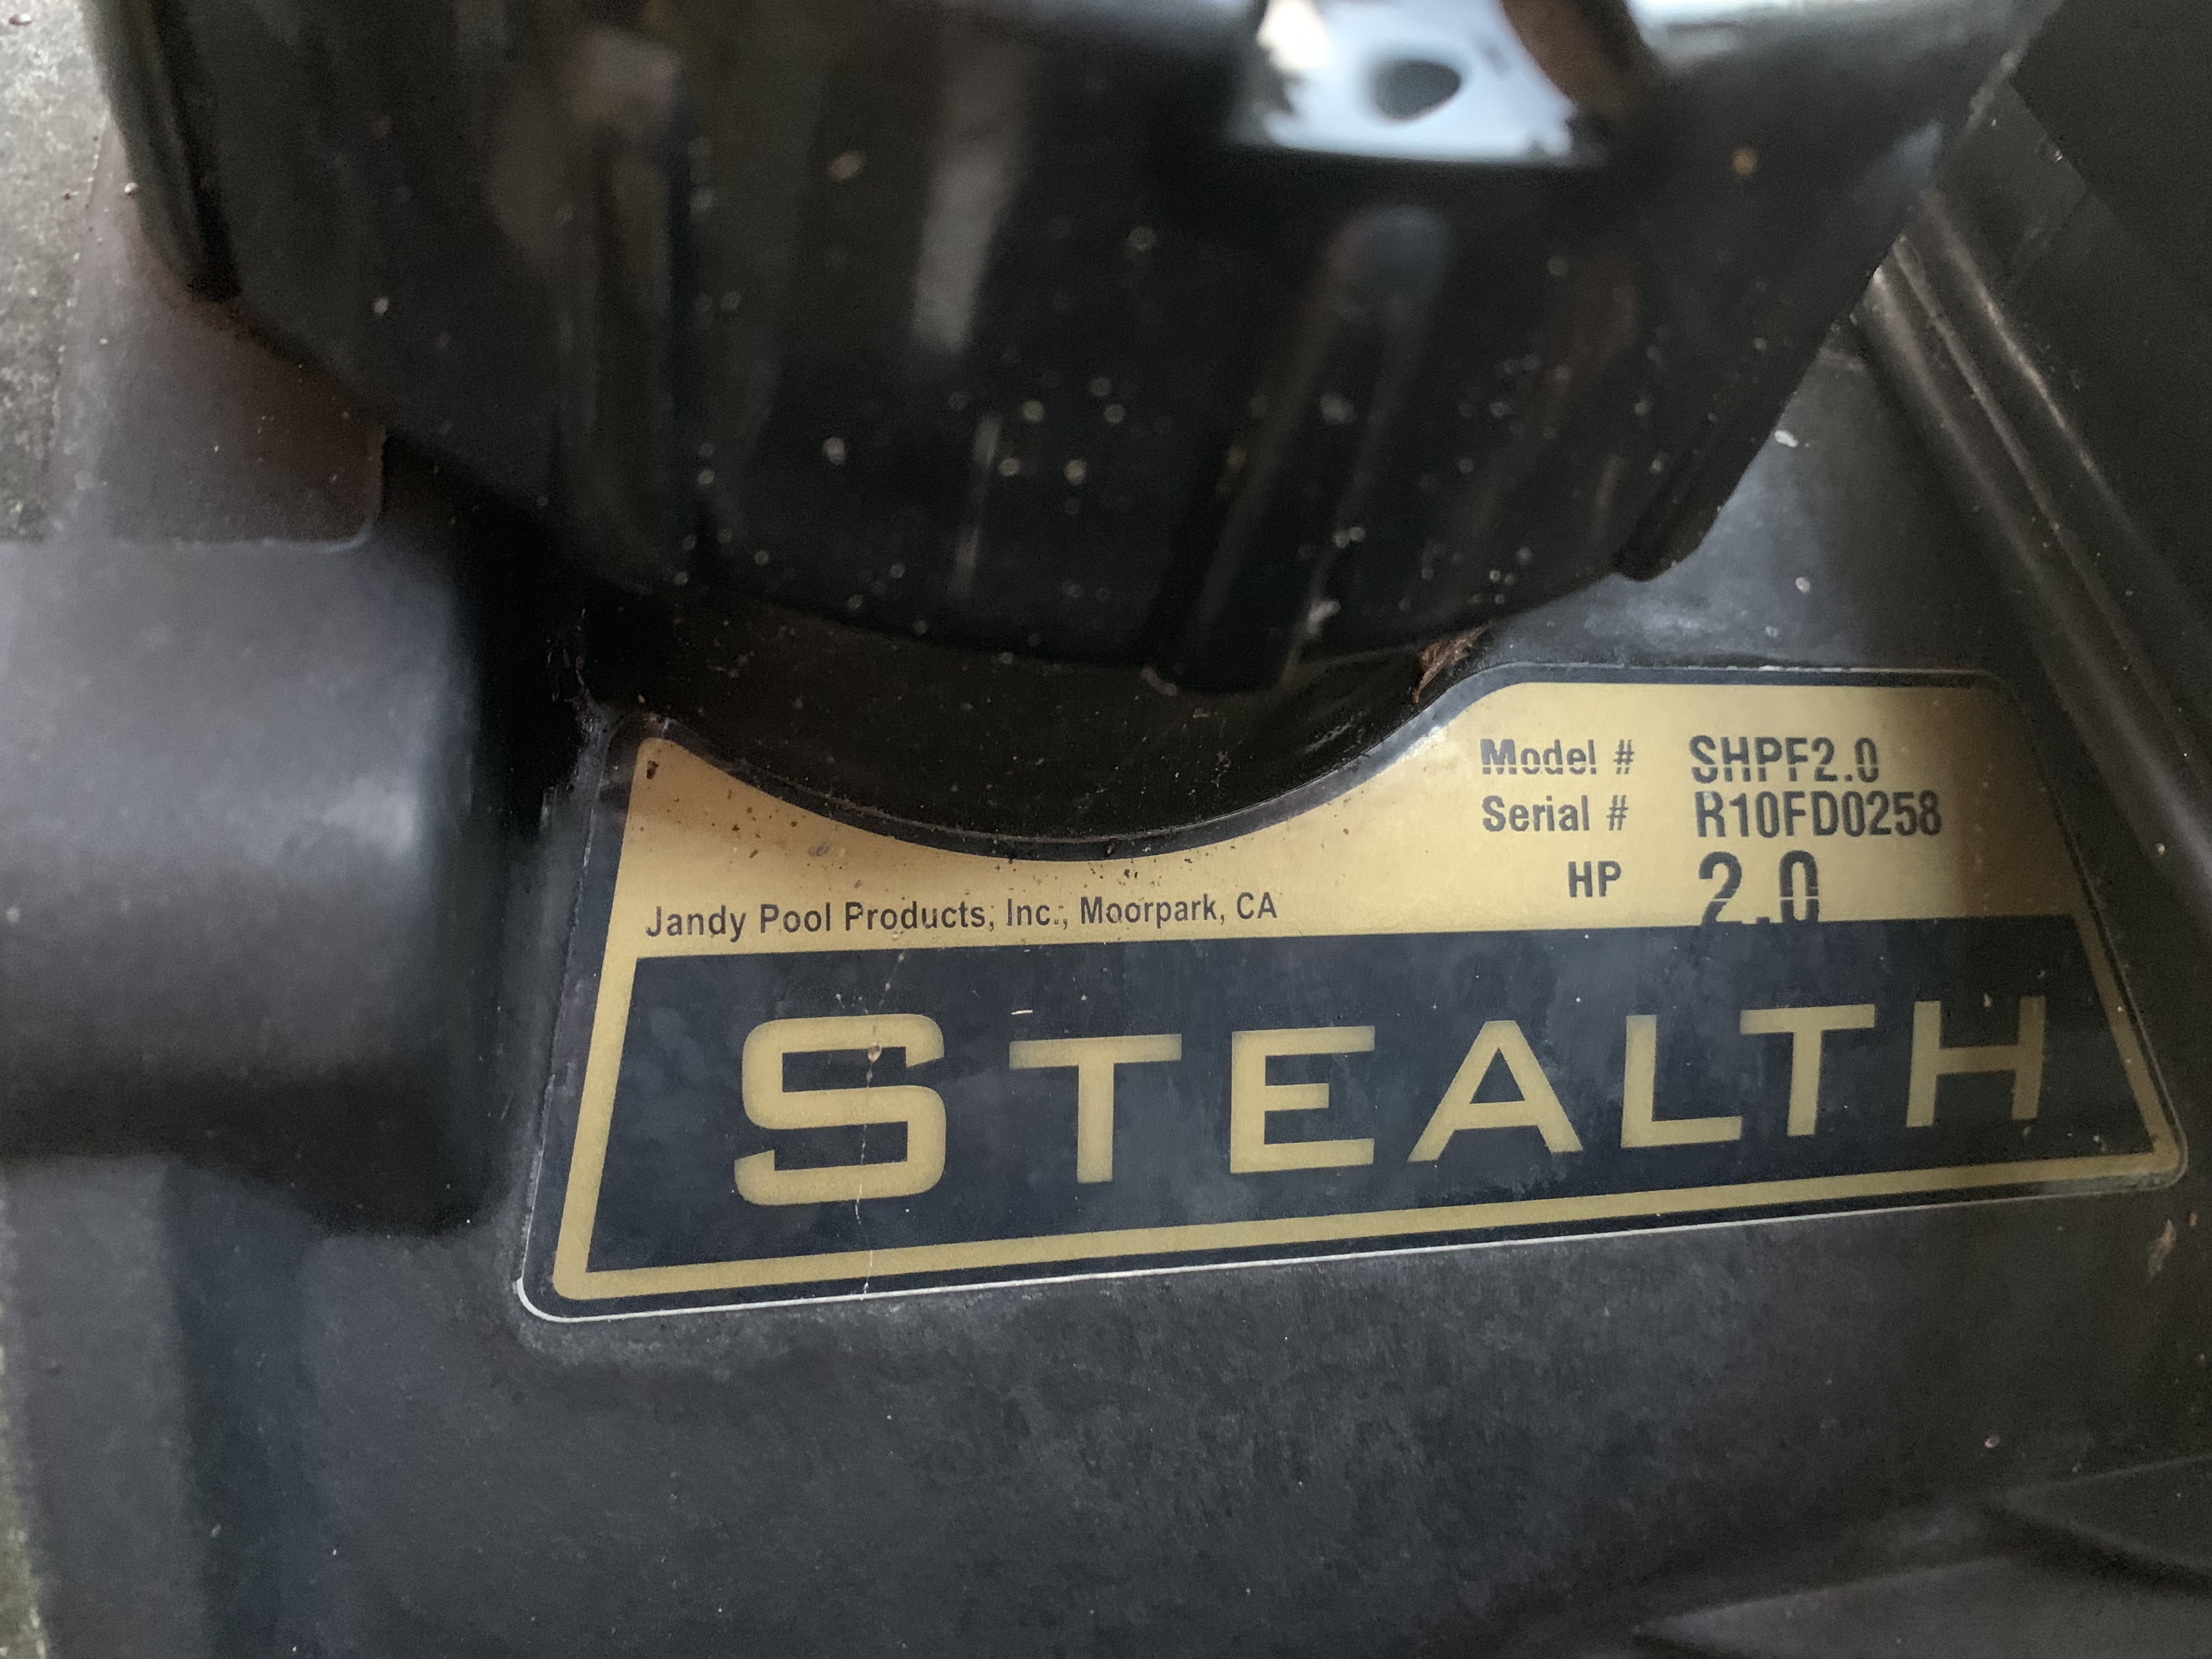 Model # SHPF2.0
Serial # R10FD0258
HP 2.0
Jandy Pool Products, Inc., Moorpark, CA
STEALTH